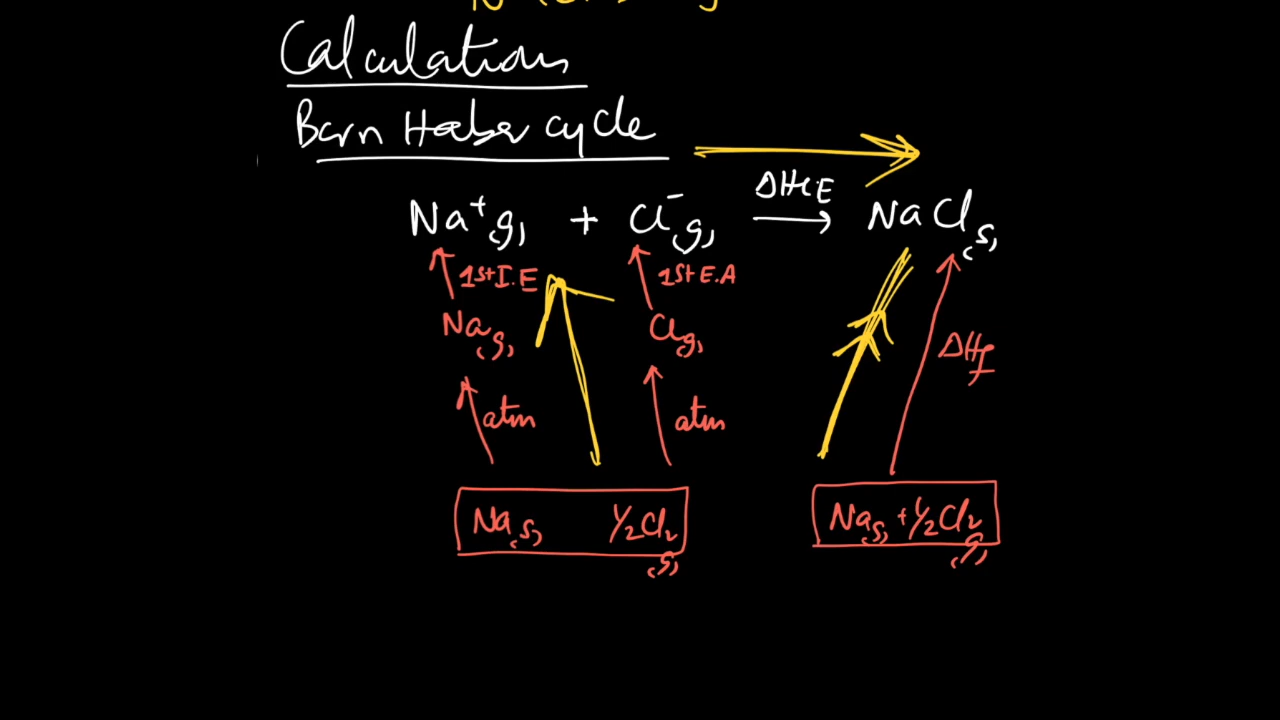 Calculations
Born Haber cycle
ΔHLE
Na⁺(g) + Cl⁻(g) → NaCl(s)
1st I.E 1st E.A
Na(g) Cl(g) ΔHf
atm atm
Na(s) ½Cl₂(g) Na(s) + ½Cl₂(g)